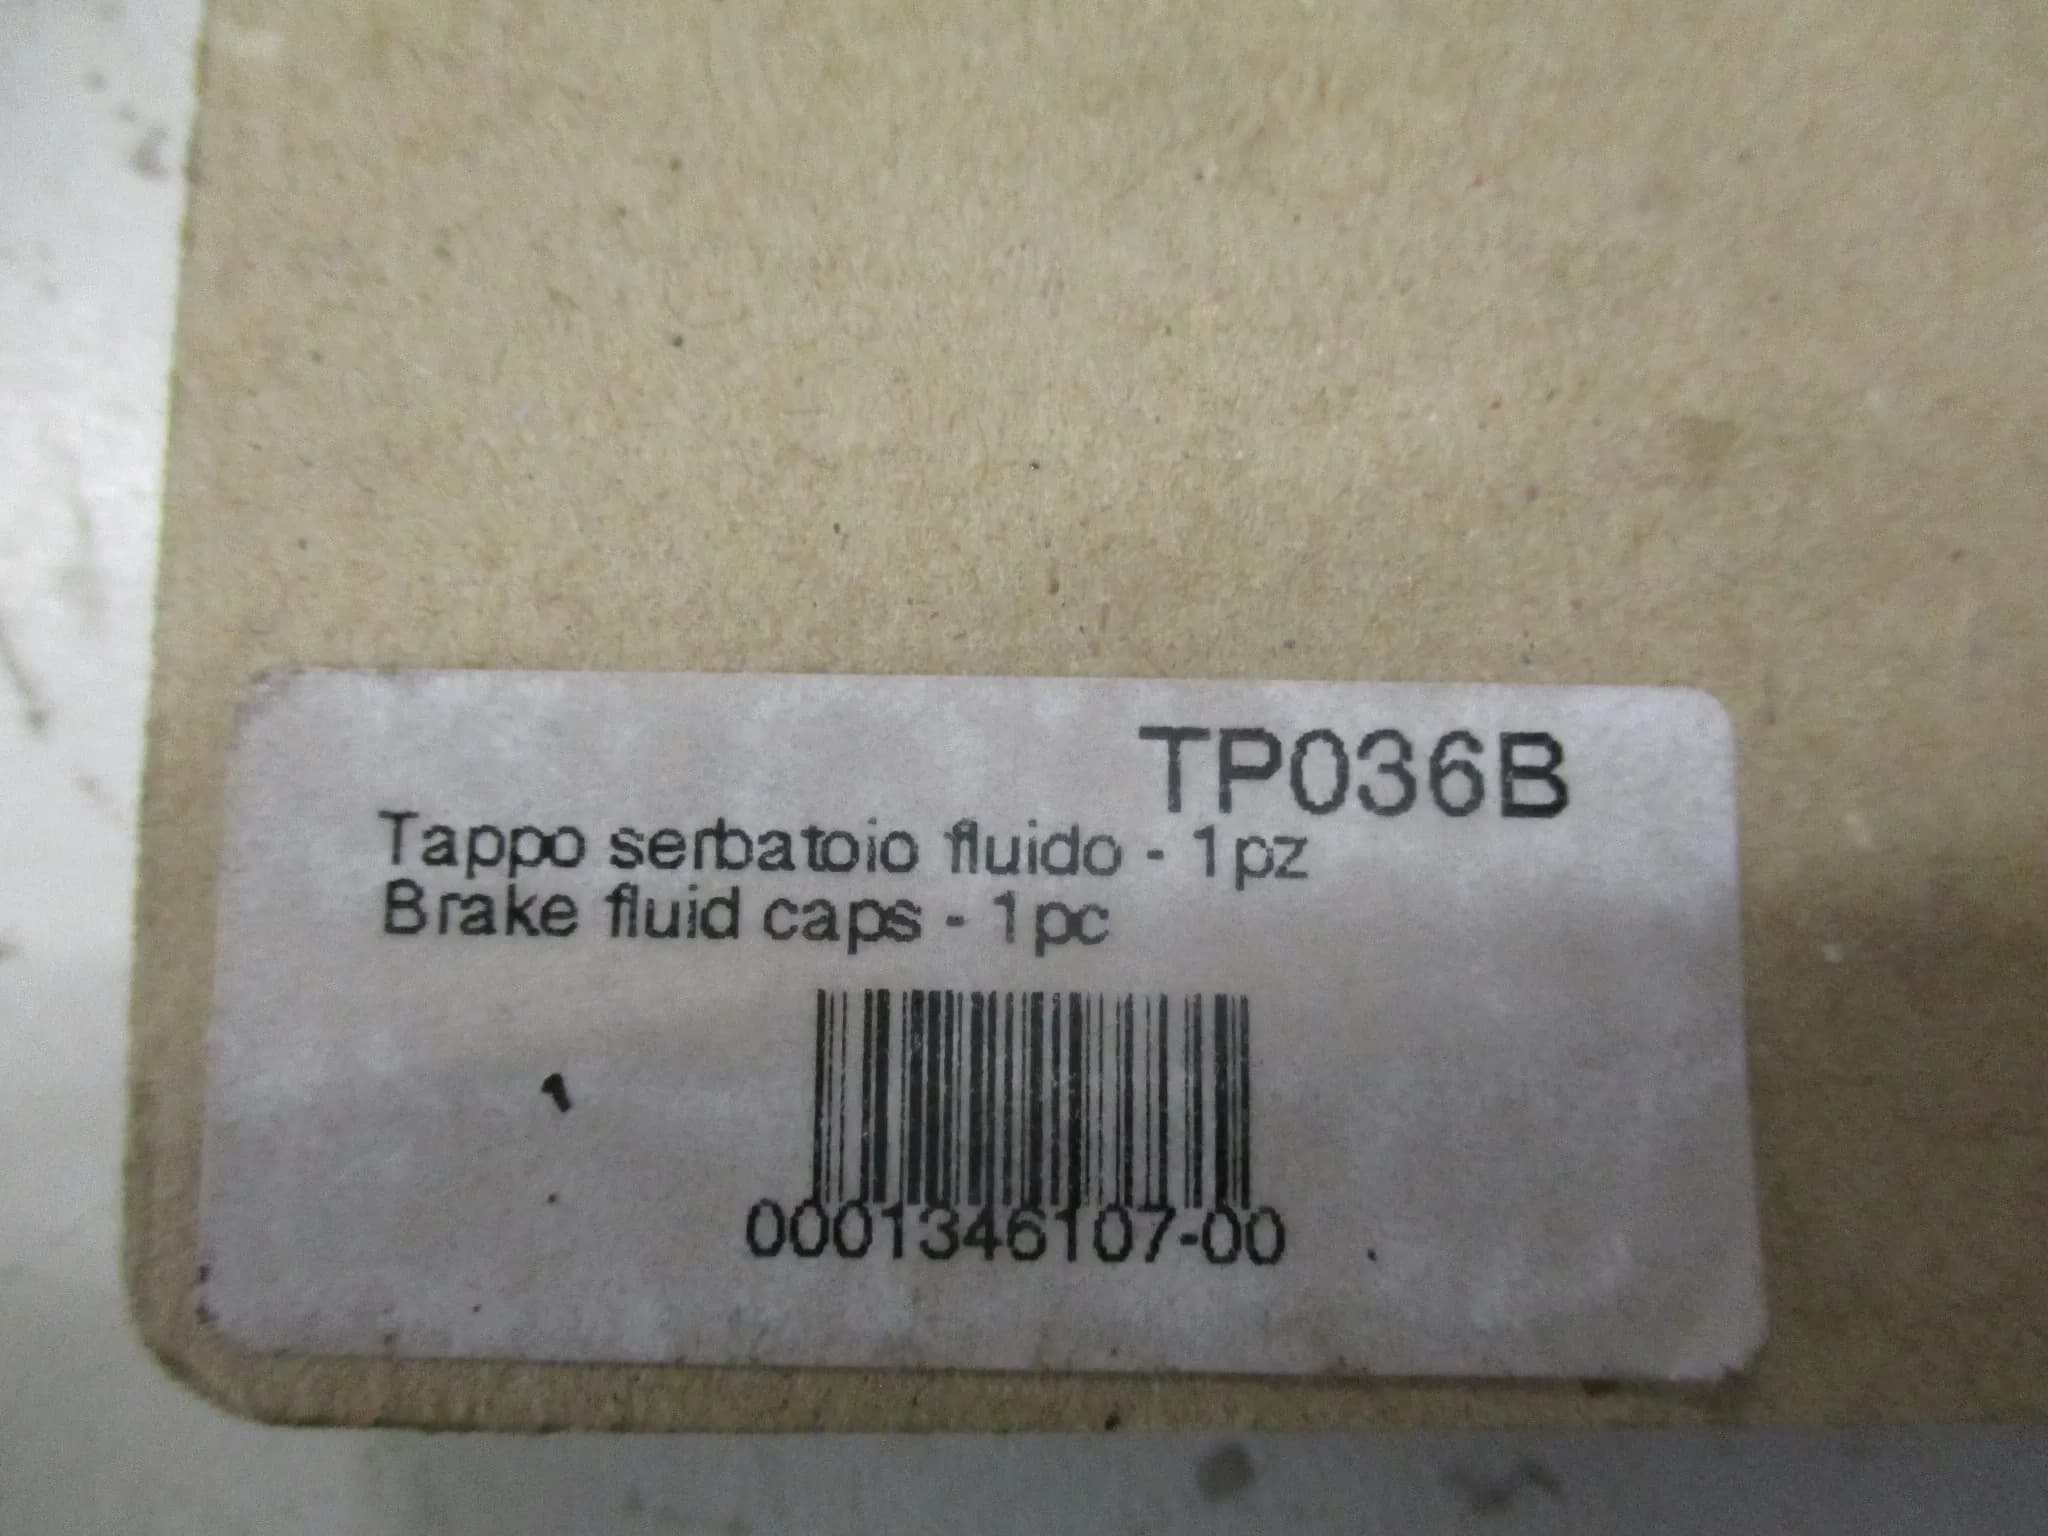 TP036B
Tappo serbatoio fluido - 1pz
Brake fluid caps - 1pc
0001346107-00